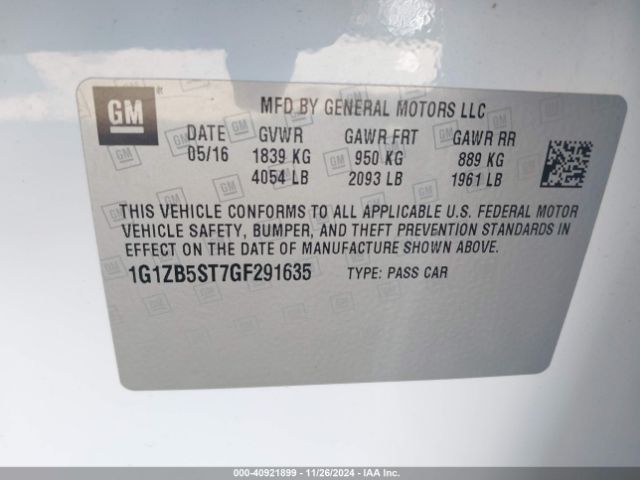 GM
MFD BY GENERAL MOTORS LLC
DATE GVWR GAWR FRT GAWR RR
05/16 1839 KG 950 KG 889 KG
4054 LB 2093 LB 1961 LB
THIS VEHICLE CONFORMS TO ALL APPLICABLE U.S. FEDERAL MOTOR
VEHICLE SAFETY, BUMPER, AND THEFT PREVENTION STANDARDS IN
EFFECT ON THE DATE OF MANUFACTURE SHOWN ABOVE.
1G1ZB5ST7GF291635 TYPE: PASS CAR
000-40921899 - 11/26/2024 - IAA Inc.